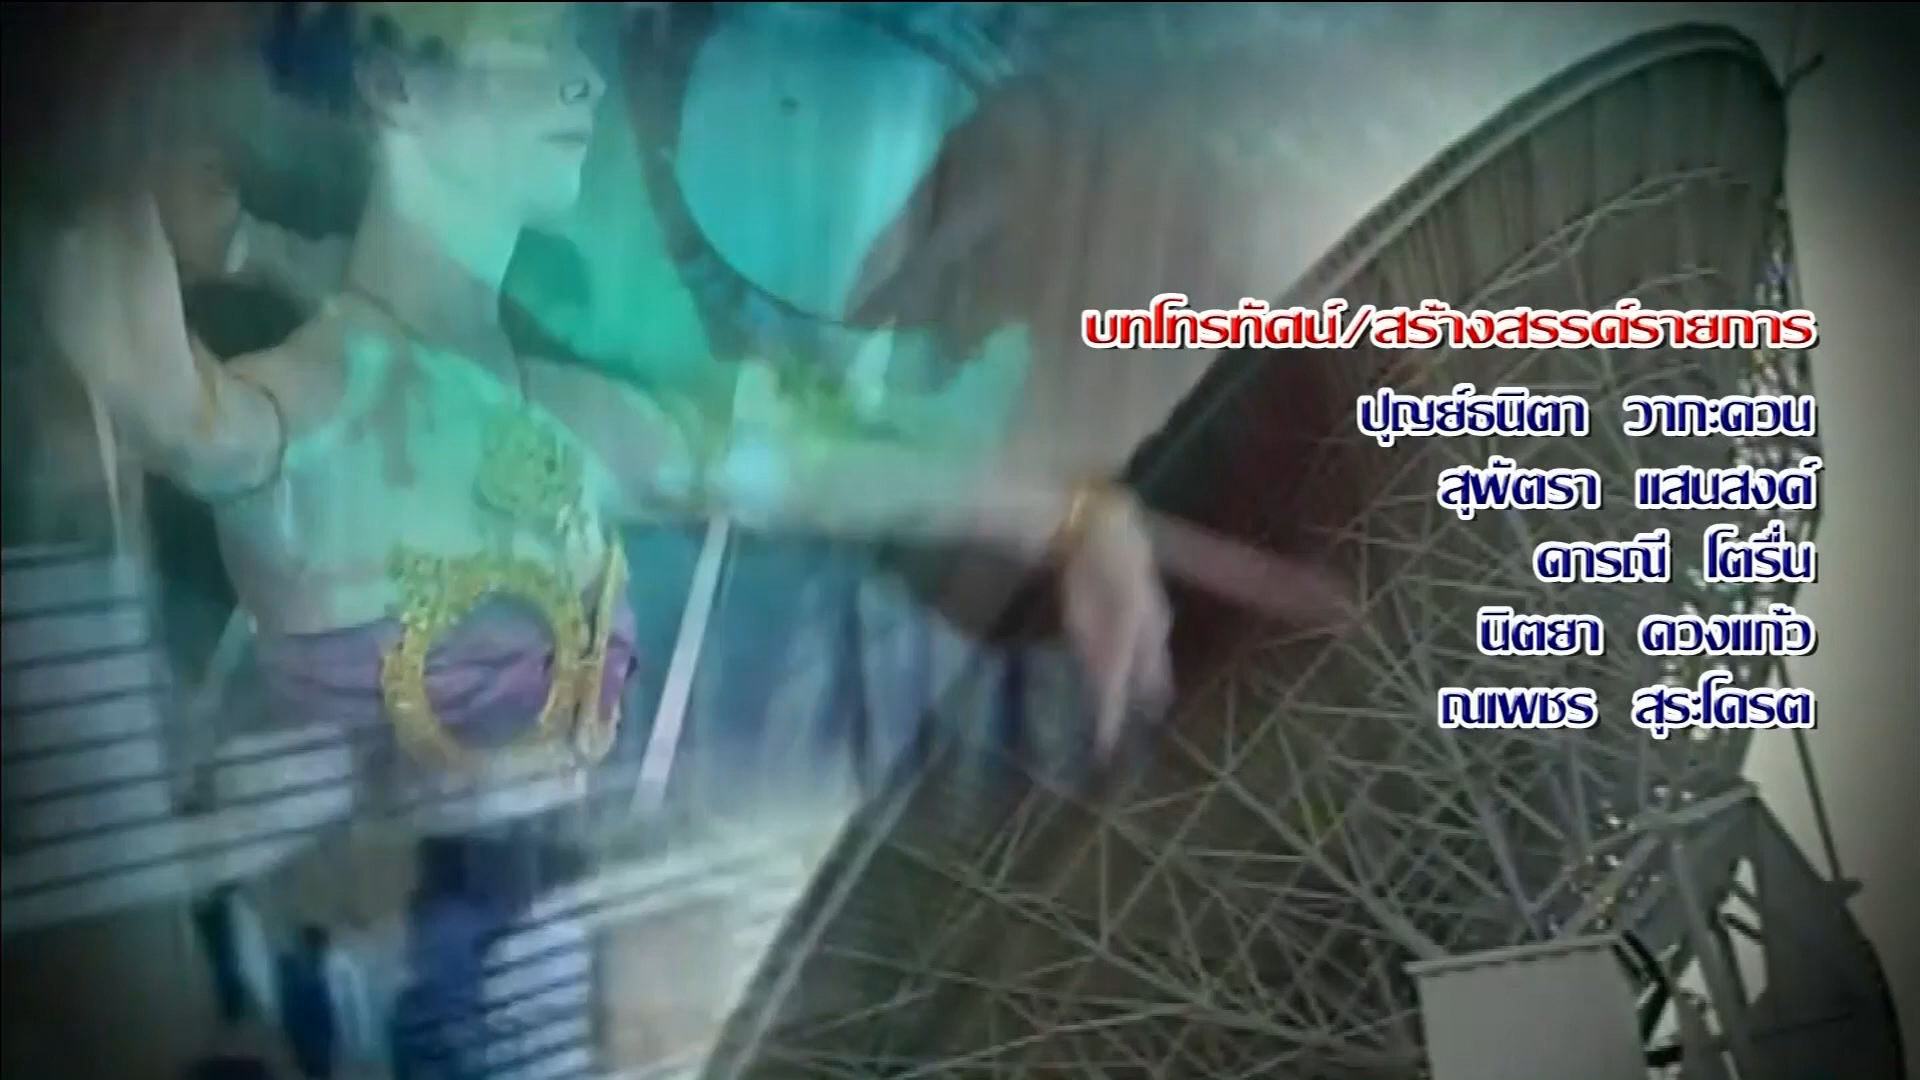 บทโทรทัศน์/สร้างสรรค์รายการ
ปุญย์ธนิตา วากะดวน
สุพัตรา แสนสงค์
ดารณี โตรื่น
นิตยา ดวงแก้ว
ณเพชร สุระโครต